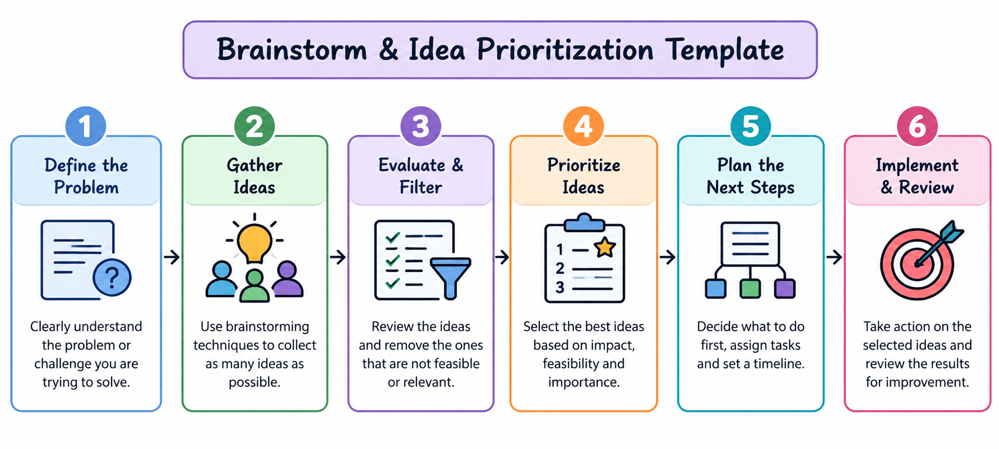 Brainstorm & Idea Prioritization Template
1
Define the
Problem
?
Clearly understand
the problem or
challenge you are
trying to solve.
2
Gather
Ideas
Use brainstorming
techniques to collect
as many ideas as
possible.
3
Evaluate &
Filter
Review the ideas
and remove the ones
that are not feasible
or relevant.
4
Prioritize
Ideas
1
2
3
Select the best ideas
based on impact,
feasibility and
importance.
5
Plan the
Next Steps
Decide what to do
first, assign tasks
and set a timeline.
6
Implement
& Review
Take action on the
selected ideas and
review the results
for improvement.